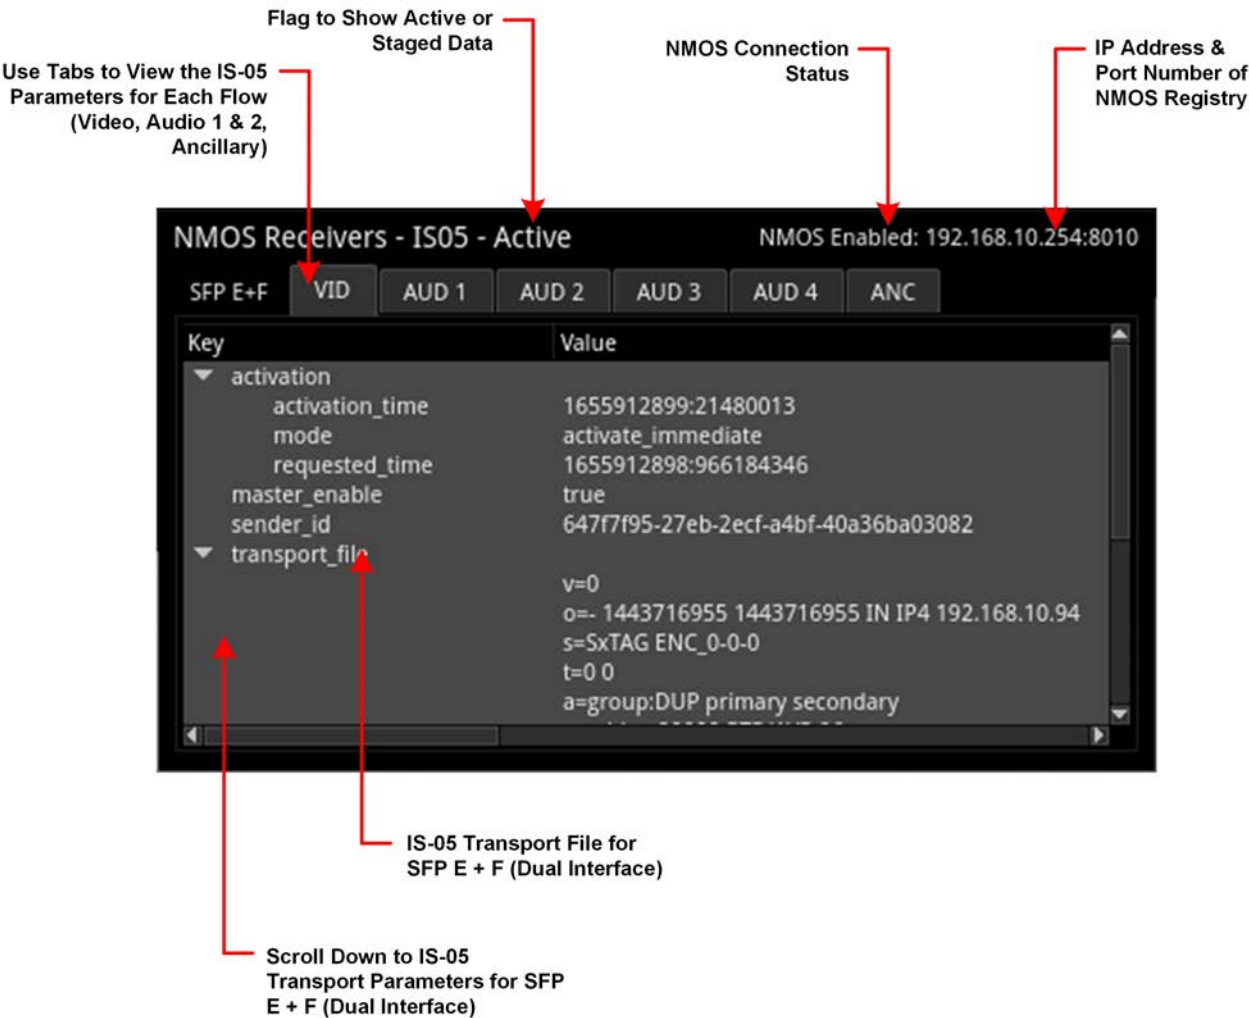 Flag to Show Active or
Staged Data
NMOS Connection
Status
IP Address &
Port Number of
NMOS Registry
Use Tabs to View the IS-05
Parameters for Each Flow
(Video, Audio 1 & 2,
Ancillary)
NMOS Receivers - IS05 - Active
NMOS Enabled: 192.168.10.254:8010
SFP E+F VID AUD 1 AUD 2 AUD 3 AUD 4 ANC
Key Value
activation
activation_time 1655912899:21480013
mode activate_immediate
requested_time 1655912898:966184346
master_enable true
sender_id 647f7f95-27eb-2ecf-a4bf-40a36ba03082
transport_file
v=0
o=- 1443716955 1443716955 IN IP4 192.168.10.94
s=SxTAG ENC_0-0-0
t=0 0
a=group:DUP primary secondary
IS-05 Transport File for
SFP E + F (Dual Interface)
Scroll Down to IS-05
Transport Parameters for SFP
E + F (Dual Interface)